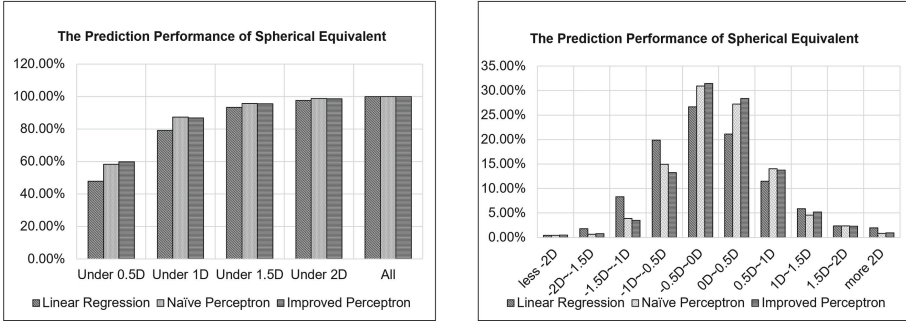 The Prediction Performance of Spherical Equivalent
120.00%
100.00%
80.00%
60.00%
40.00%
20.00%
0.00%
Under 0.5D Under 1D Under 1.5D Under 2D All
Linear Regression Naïve Perceptron Improved Perceptron
The Prediction Performance of Spherical Equivalent
35.00%
30.00%
25.00%
20.00%
15.00%
10.00%
5.00%
0.00%
less -2D -2D~-1.5D -1.5D~-1D -1D~-0.5D -0.5D~0D 0D~0.5D 0.5D~1D 1D~1.5D 1.5D~2D more 2D
Linear Regression Naïve Perceptron Improved Perceptron